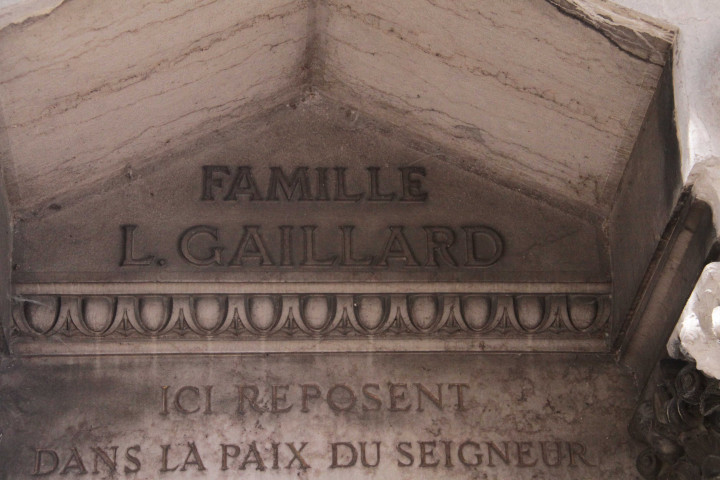 FAMILLE
L. GAILLARD
ICI REPOSENT
DANS LA PAIX DU SEIGNEUR